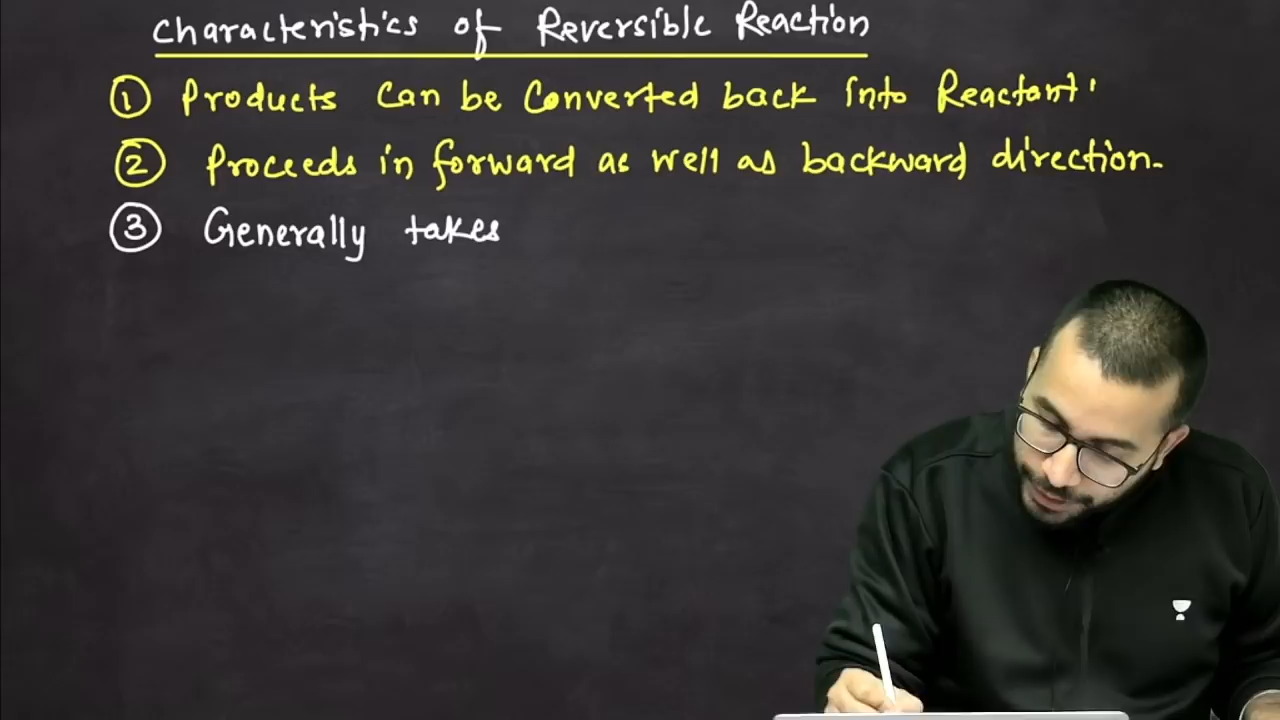 Characteristics of Reversible Reaction
① Products can be Converted back into Reactant.
② Proceeds in forward as well as backward direction.
③ Generally takes